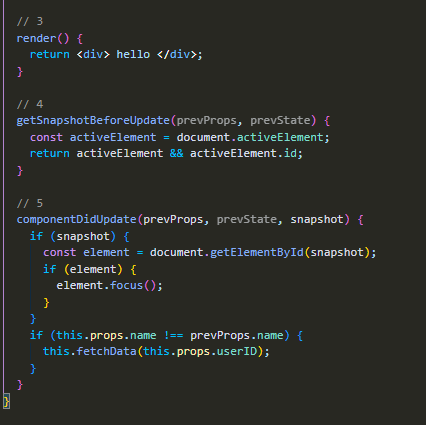 // 3
render() {
return <div> hello </div>;
}
// 4
getSnapshotBeforeUpdate(prevProps, prevState) {
const activeElement = document.activeElement;
return activeElement && activeElement.id;
}
// 5
componentDidUpdate(prevProps, prevState, snapshot) {
if (snapshot) {
const element = document.getElementById(snapshot);
if (element) {
element.focus();
}
}
if (this.props.name !== prevProps.name) {
this.fetchData(this.props.userID);
}
}
}